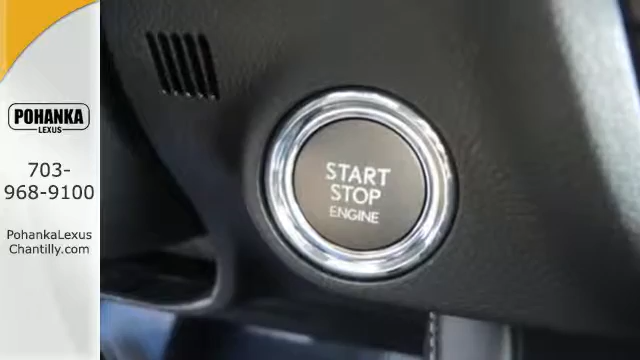 POHANKA
LEXUS
703-
968-9100
PohankaLexus
Chantilly.com
START
STOP
ENGINE